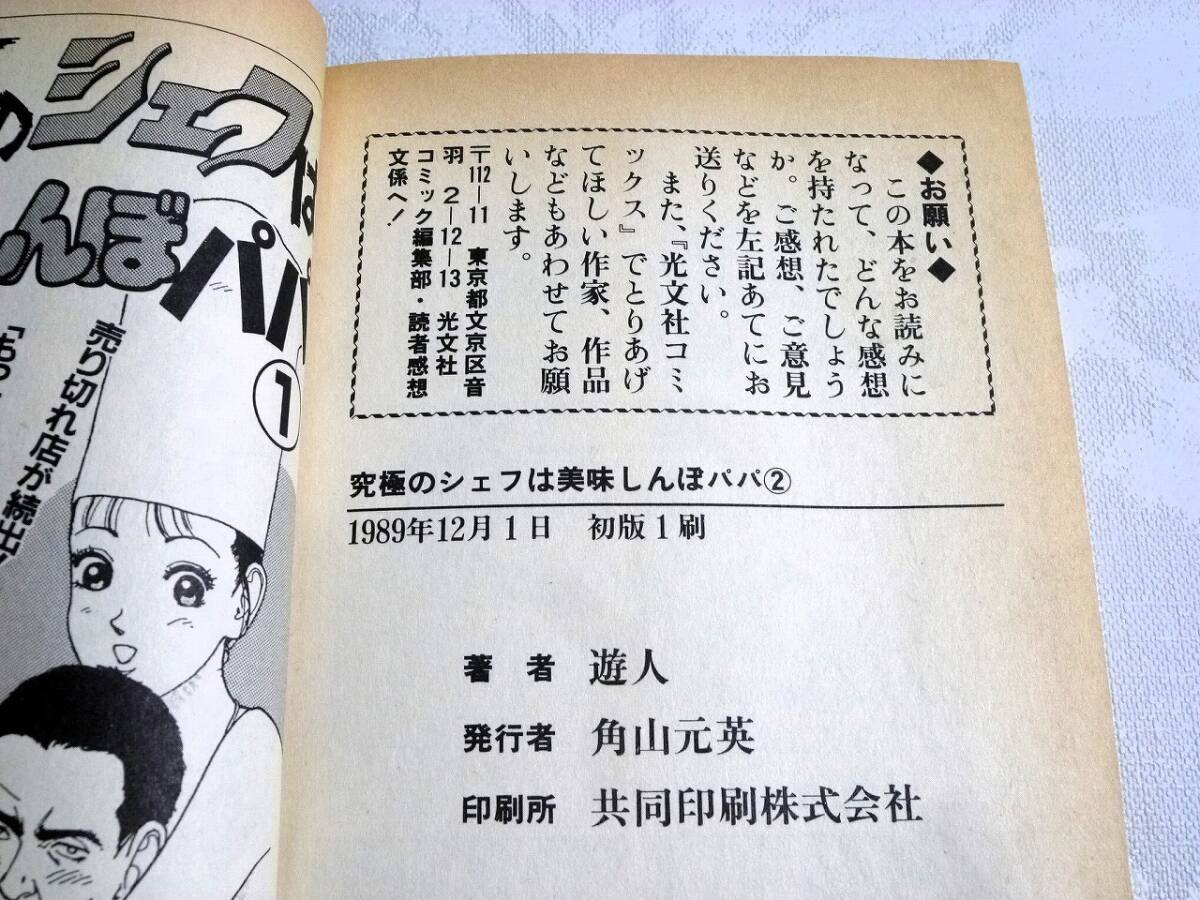 ◆お願い◆
この本をお読みに
なって、どんな感想
を持たれたでしょう
か。ご感想、ご意見
などを左記あてにお
送りください。
また、『光文社コミ
ックス』でとりあげ
てほしい作家、作品
などもあわせてお願
いします。
〒112―11 東京都文京区音
羽 2―12―13 光文社
コミック編集部・読者感想
文係へ！
究極のシェフは美味しんぼパパ②
1989年12月1日 初版1刷
著者 遊人
発行者 角山元英
印刷所 共同印刷株式会社
のシェフは
しんぼパパ
①
売り切れ店が続出！